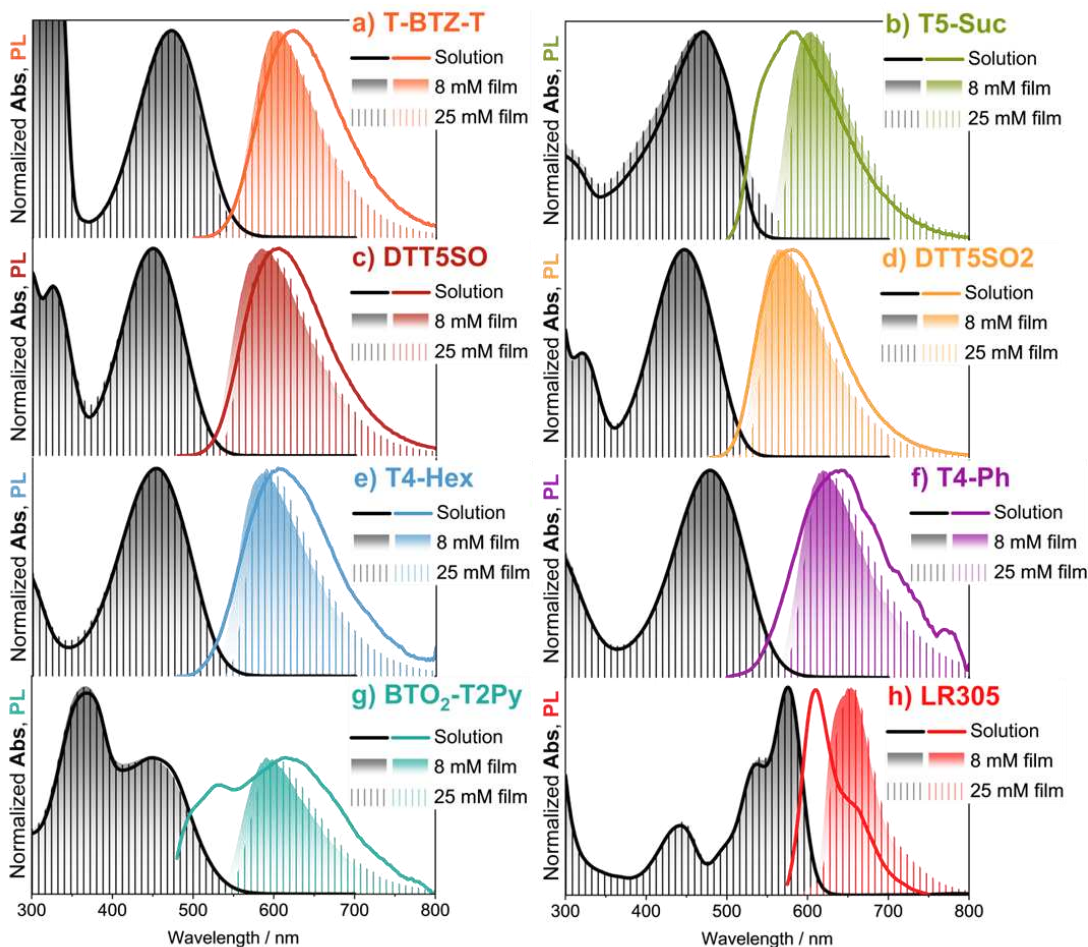 a) T-BTZ-T
Solution
8 mM film
25 mM film
Normalized Abs, PL
b) T5-Suc
Solution
8 mM film
25 mM film
Normalized Abs, PL
c) DTT5SO
Solution
8 mM film
25 mM film
Normalized Abs, PL
d) DTT5SO2
Solution
8 mM film
25 mM film
Normalized Abs, PL
e) T4-Hex
Solution
8 mM film
25 mM film
Normalized Abs, PL
f) T4-Ph
Solution
8 mM film
25 mM film
Normalized Abs, PL
g) BTO₂-T2Py
Solution
8 mM film
25 mM film
Normalized Abs, PL
300 400 500 600 700 800
Wavelength / nm
h) LR305
Solution
8 mM film
25 mM film
Normalized Abs, PL
300 400 500 600 700 800
Wavelength / nm